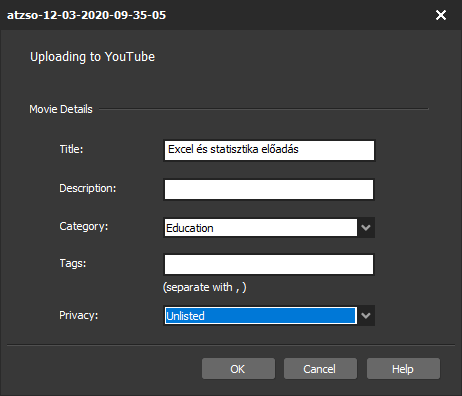 atzso-12-03-2020-09-35-05
Uploading to YouTube
Movie Details
Title: Excel és statisztika előadás
Description:
Category: Education
Tags:
(separate with , )
Privacy: Unlisted
OK Cancel Help